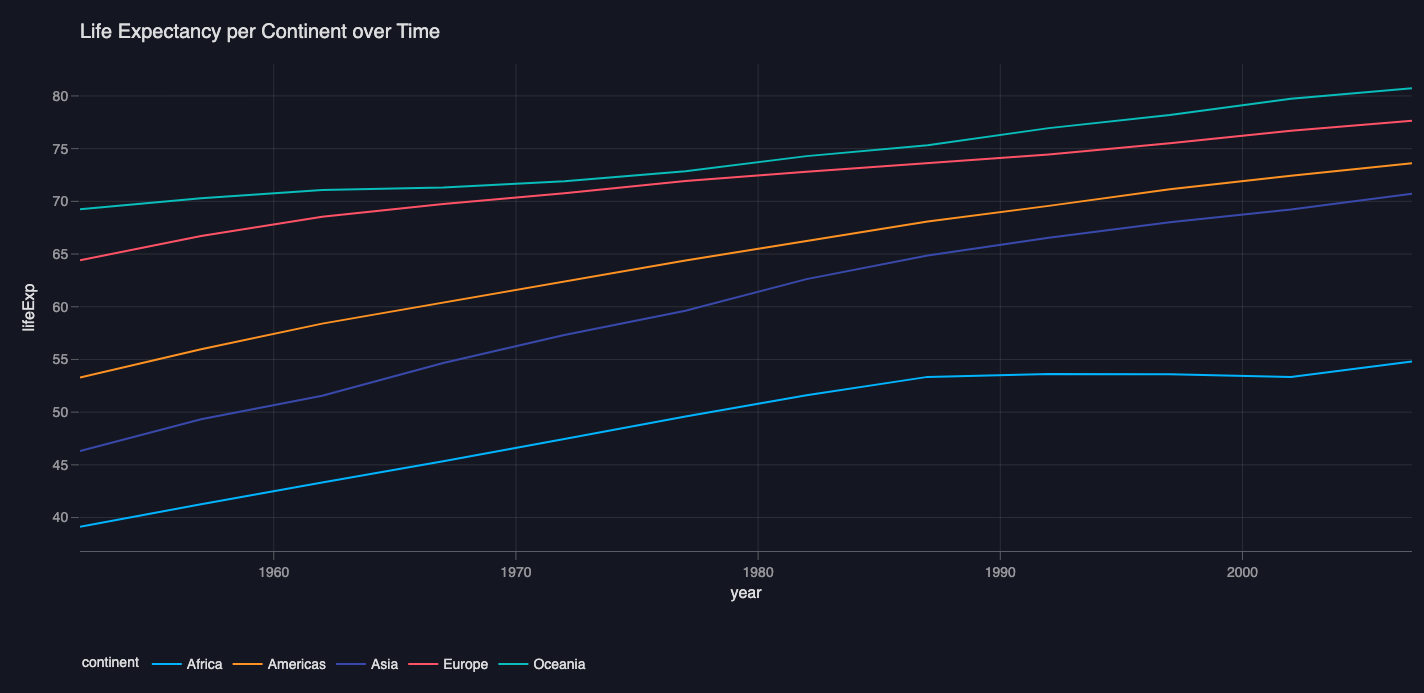 Life Expectancy per Continent over Time
80
75
70
65
60
55
50
45
40
lifeExp
1960 1970 1980 1990 2000
year
continent Africa Americas Asia Europe Oceania